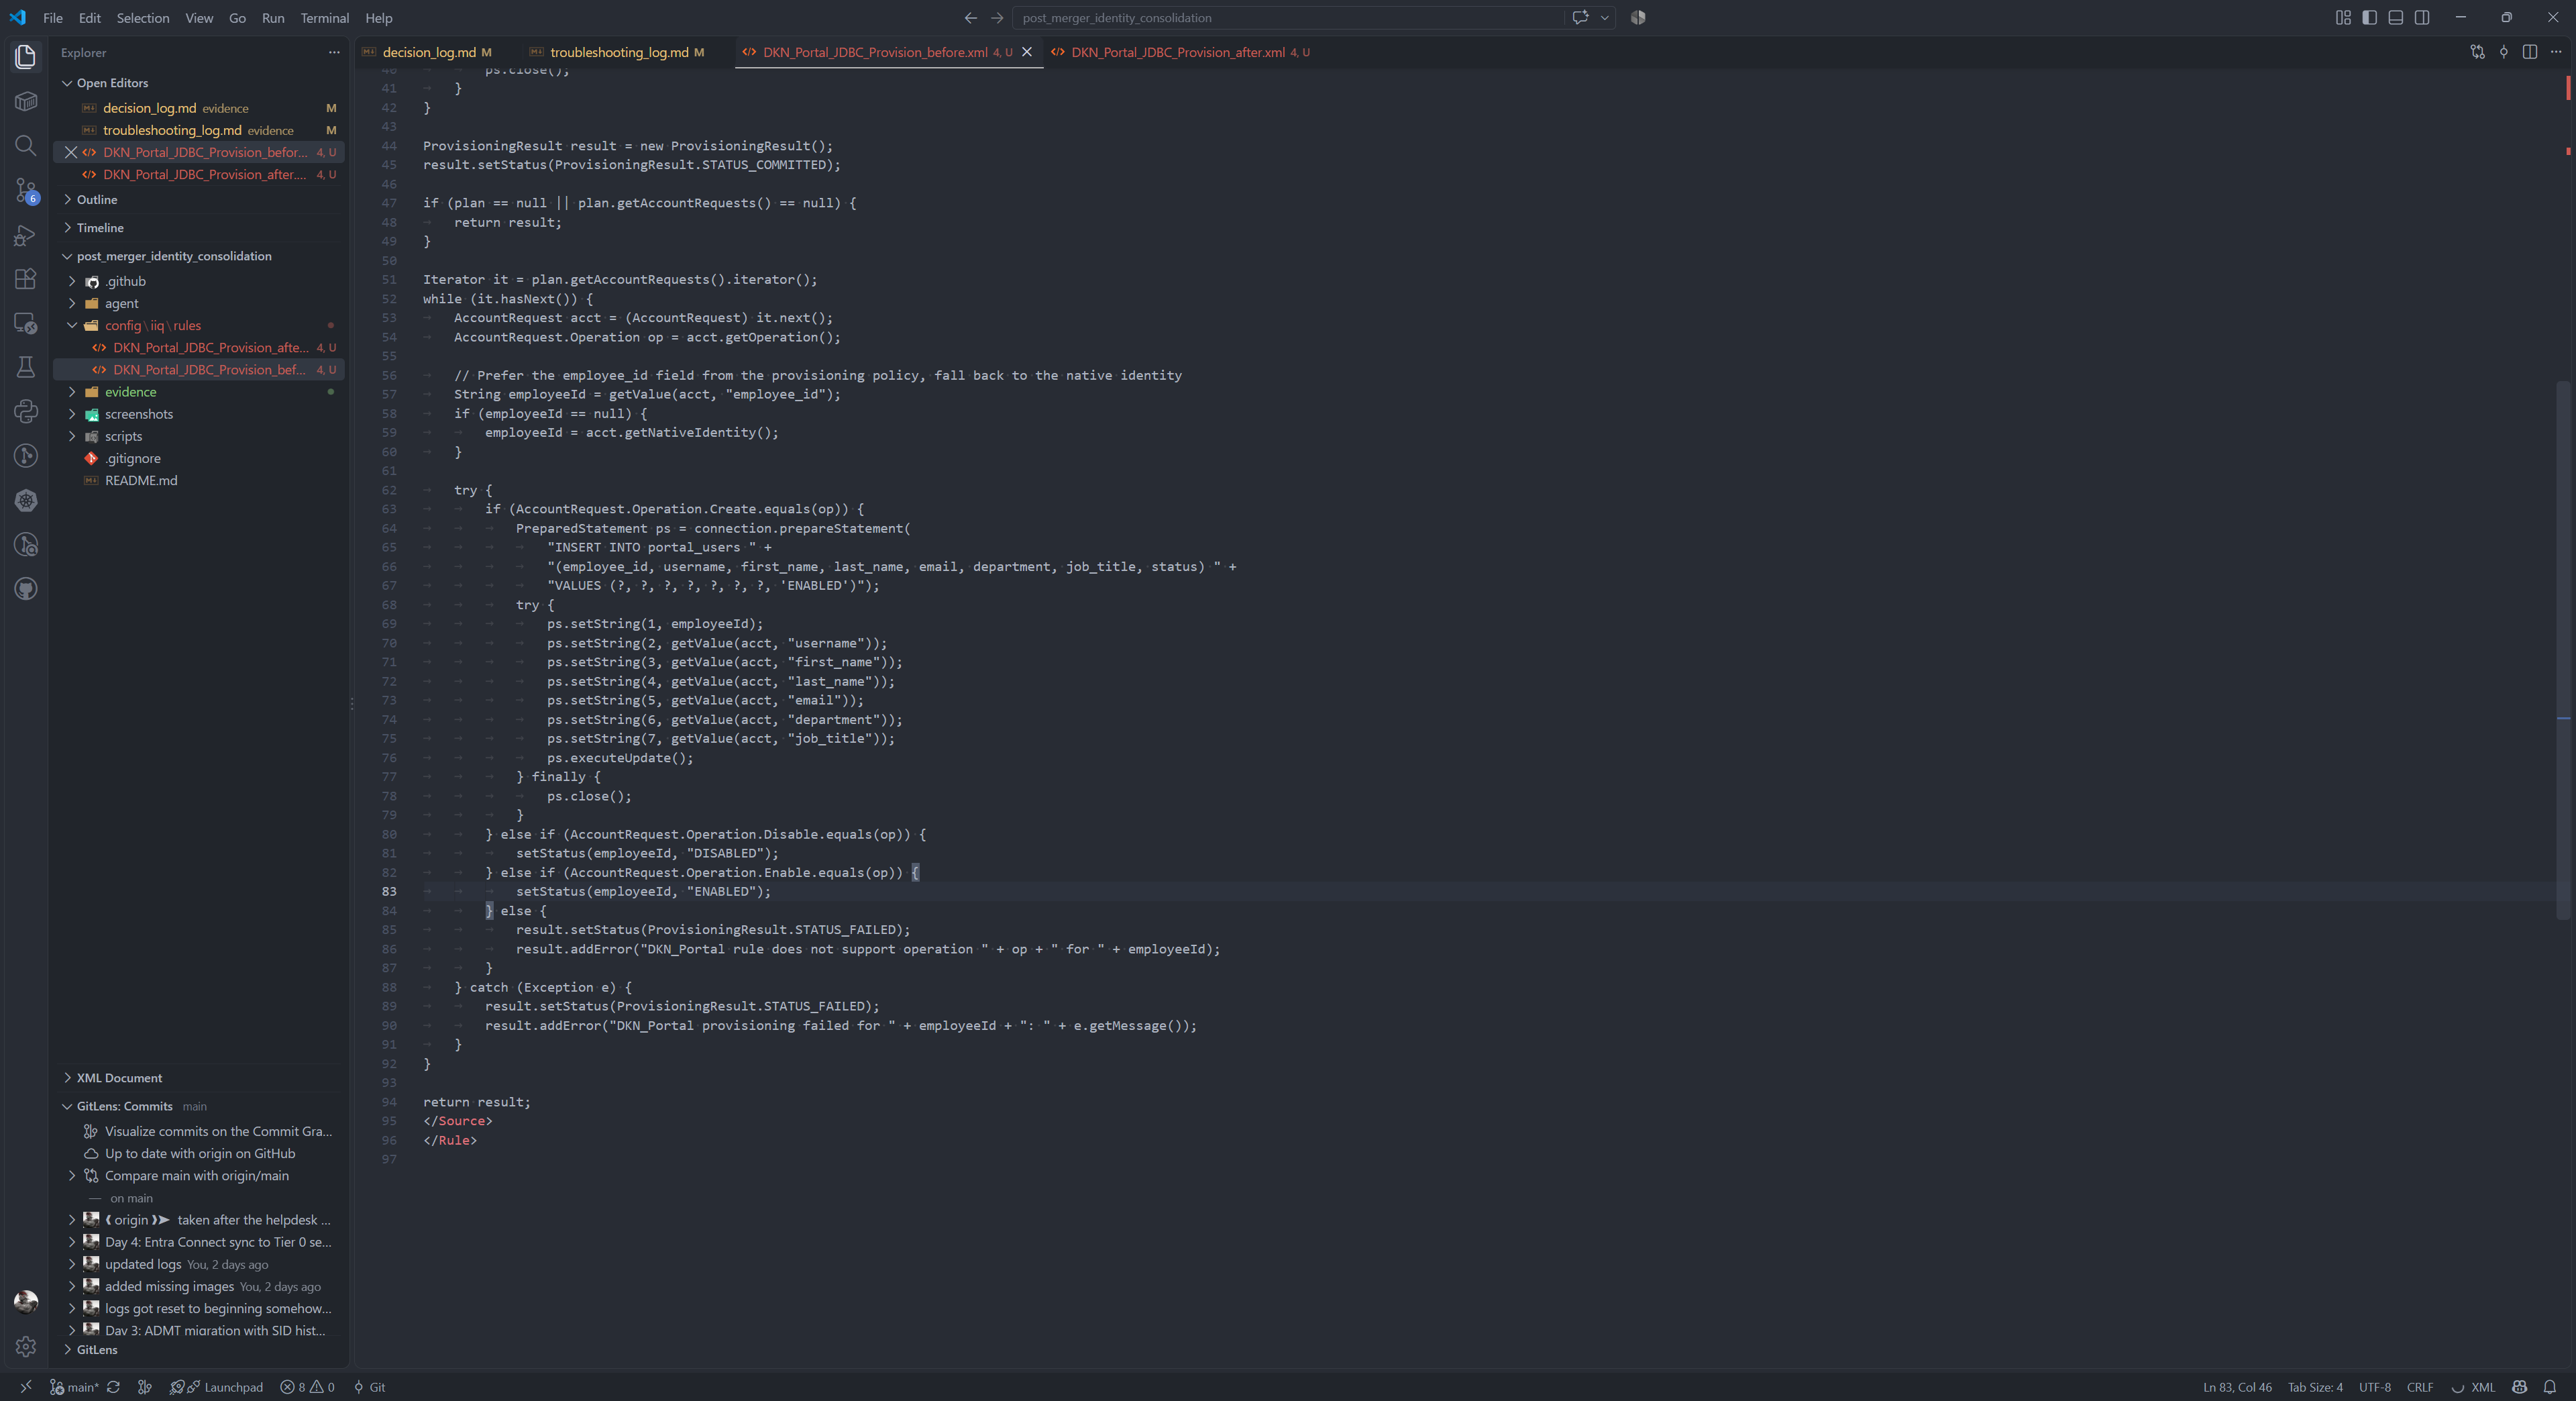 File Edit Selection View Go Run Terminal Help
post_merger_identity_consolidation
Explorer
decision_log.md M
troubleshooting_log.md M
DKN_Portal_JDBC_Provision_before.xml 4, U
DKN_Portal_JDBC_Provision_after.xml 4, U
Open Editors
decision_log.md evidence M
troubleshooting_log.md evidence M
DKN_Portal_JDBC_Provision_befor... 4, U
DKN_Portal_JDBC_Provision_after.... 4, U
Outline
Timeline
post_merger_identity_consolidation
.github
agent
config\iiq\rules
DKN_Portal_JDBC_Provision_afte... 4, U
DKN_Portal_JDBC_Provision_bef... 4, U
evidence
screenshots
scripts
.gitignore
README.md
XML Document
GitLens: Commits main
Visualize commits on the Commit Gra...
Up to date with origin on GitHub
Compare main with origin/main
on main
origin taken after the helpdesk ...
Day 4: Entra Connect sync to Tier 0 se...
updated logs You, 2 days ago
added missing images You, 2 days ago
logs got reset to beginning somehow...
Day 3: ADMT migration with SID hist...
GitLens
6
40 ps.close();
41 }
42 }
43
44 ProvisioningResult result = new ProvisioningResult();
45 result.setStatus(ProvisioningResult.STATUS_COMMITTED);
46
47 if (plan == null || plan.getAccountRequests() == null) {
48 return result;
49 }
50
51 Iterator it = plan.getAccountRequests().iterator();
52 while (it.hasNext()) {
53 AccountRequest acct = (AccountRequest) it.next();
54 AccountRequest.Operation op = acct.getOperation();
55
56 // Prefer the employee_id field from the provisioning policy, fall back to the native identity
57 String employeeId = getValue(acct, "employee_id");
58 if (employeeId == null) {
59 employeeId = acct.getNativeIdentity();
60 }
61
62 try {
63 if (AccountRequest.Operation.Create.equals(op)) {
64 PreparedStatement ps = connection.prepareStatement(
65 "INSERT INTO portal_users " +
66 "(employee_id, username, first_name, last_name, email, department, job_title, status) " +
67 "VALUES (?, ?, ?, ?, ?, ?, ?, 'ENABLED')");
68 try {
69 ps.setString(1, employeeId);
70 ps.setString(2, getValue(acct, "username"));
71 ps.setString(3, getValue(acct, "first_name"));
72 ps.setString(4, getValue(acct, "last_name"));
73 ps.setString(5, getValue(acct, "email"));
74 ps.setString(6, getValue(acct, "department"));
75 ps.setString(7, getValue(acct, "job_title"));
76 ps.executeUpdate();
77 } finally {
78 ps.close();
79 }
80 } else if (AccountRequest.Operation.Disable.equals(op)) {
81 setStatus(employeeId, "DISABLED");
82 } else if (AccountRequest.Operation.Enable.equals(op)) {
83 setStatus(employeeId, "ENABLED");
84 } else {
85 result.setStatus(ProvisioningResult.STATUS_FAILED);
86 result.addError("DKN_Portal rule does not support operation " + op + " for " + employeeId);
87 }
88 } catch (Exception e) {
89 result.setStatus(ProvisioningResult.STATUS_FAILED);
90 result.addError("DKN_Portal provisioning failed for " + employeeId + ": " + e.getMessage());
91 }
92 }
93
94 return result;
95 </Source>
96 </Rule>
97
main* Launchpad 8 0 Git
Ln 83, Col 46 Tab Size: 4 UTF-8 CRLF XML